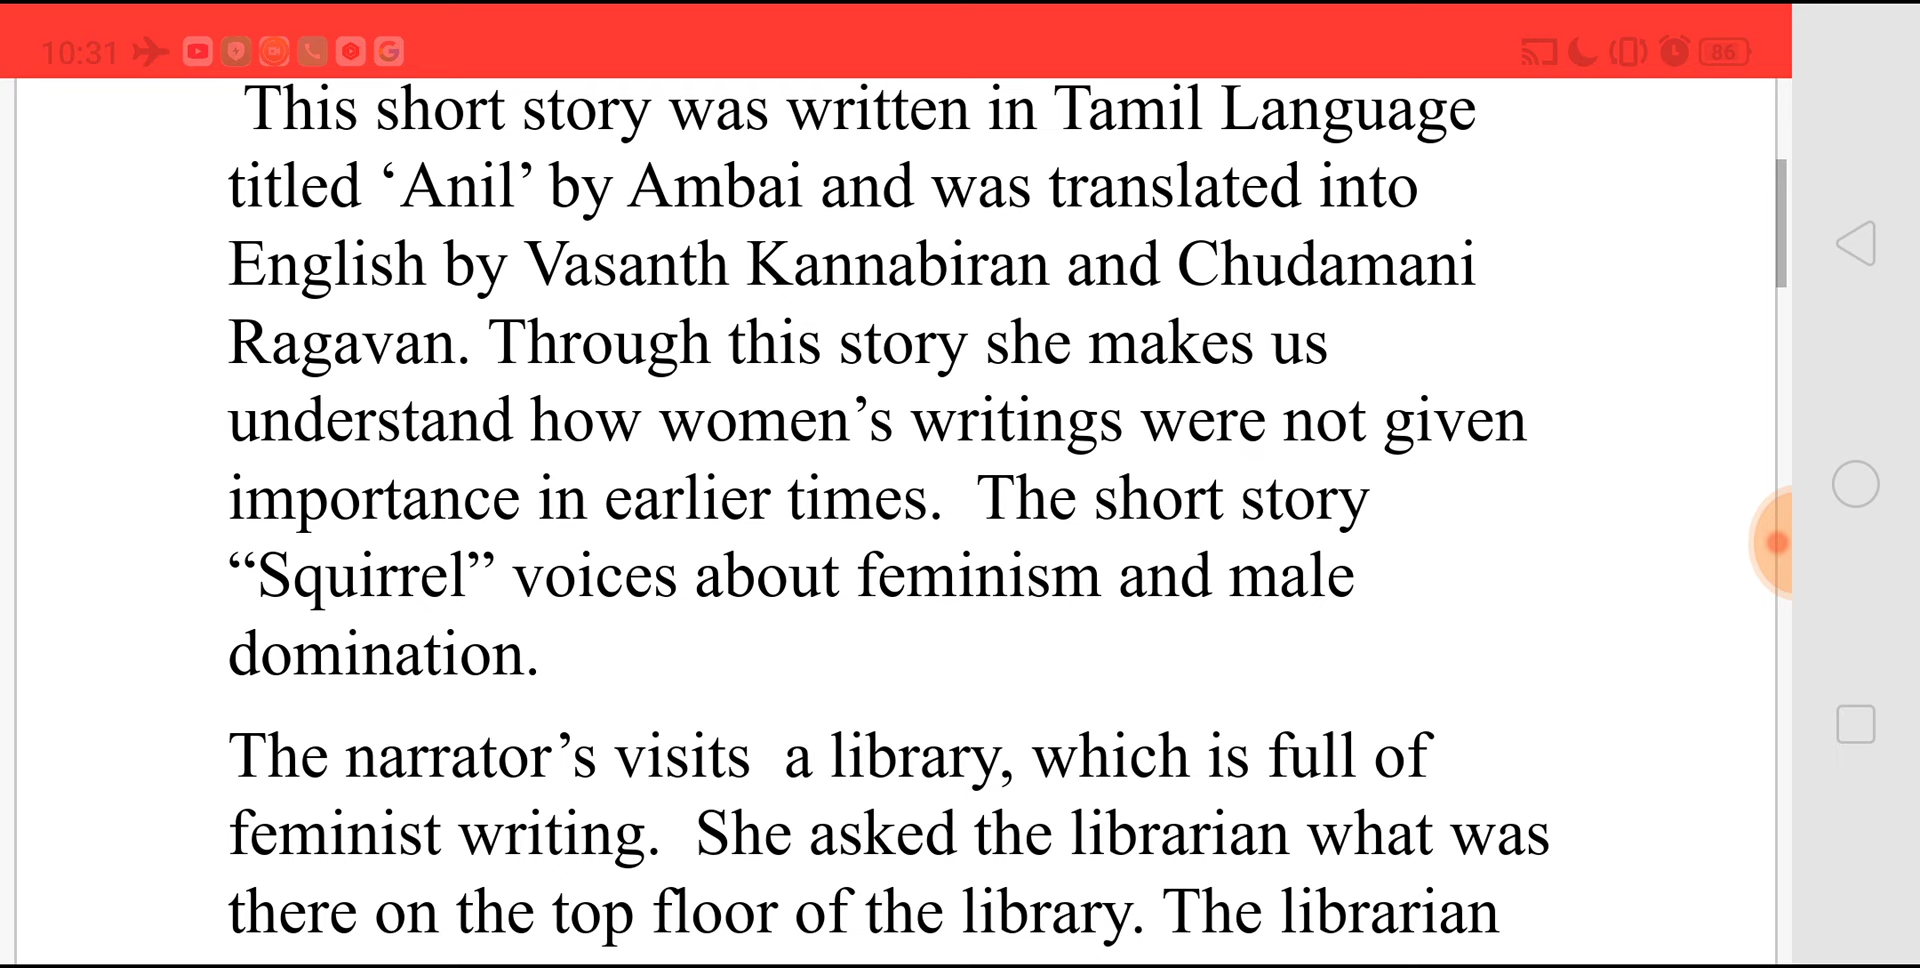 10:31
86
This short story was written in Tamil Language
titled ‘Anil’ by Ambai and was translated into
English by Vasanth Kannabiran and Chudamani
Ragavan. Through this story she makes us
understand how women’s writings were not given
importance in earlier times.  The short story
“Squirrel” voices about feminism and male
domination.
The narrator’s visits  a library, which is full of
feminist writing.  She asked the librarian what was
there on the top floor of the library. The librarian